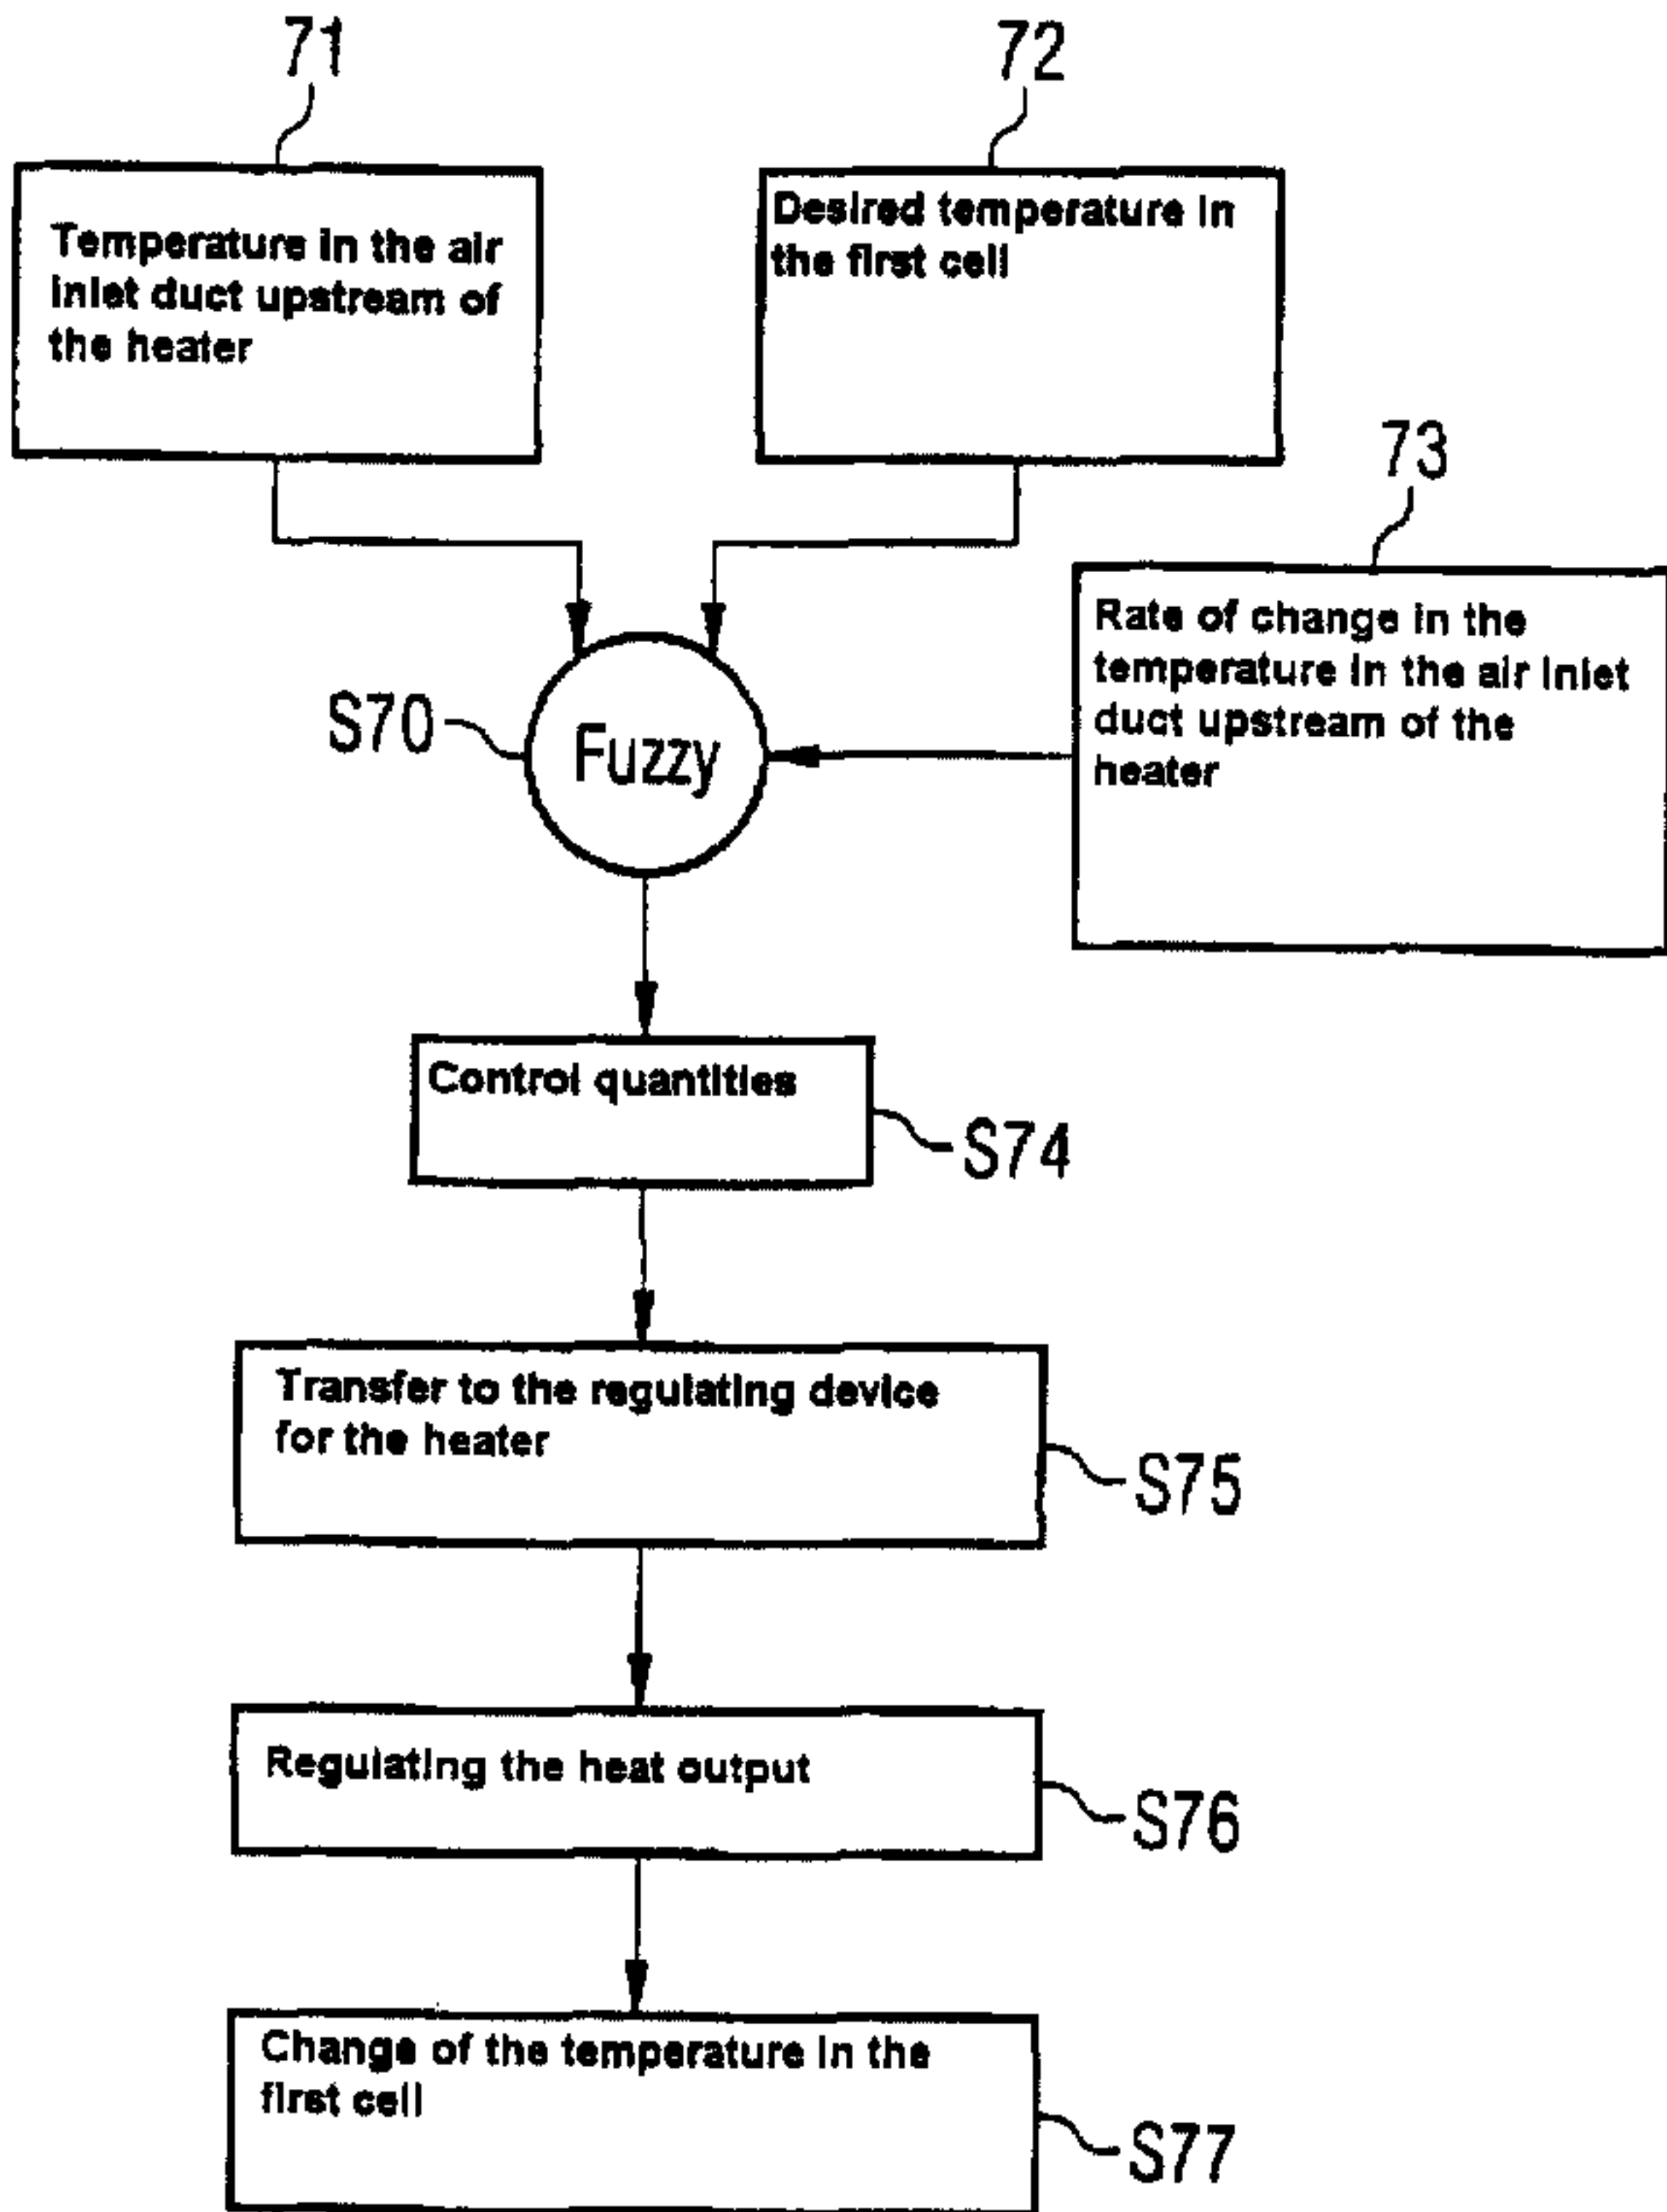 71
72
Temperature in the air
inlet duct upstream of
the heater
Desired temperature in
the first cell
73
Rate of change in the
temperature in the air inlet
duct upstream of the
heater
S70
Fuzzy
Control quantities
S74
Transfer to the regulating device
for the heater
S75
Regulating the heat output
S76
Change of the temperature in the
first cell
S77